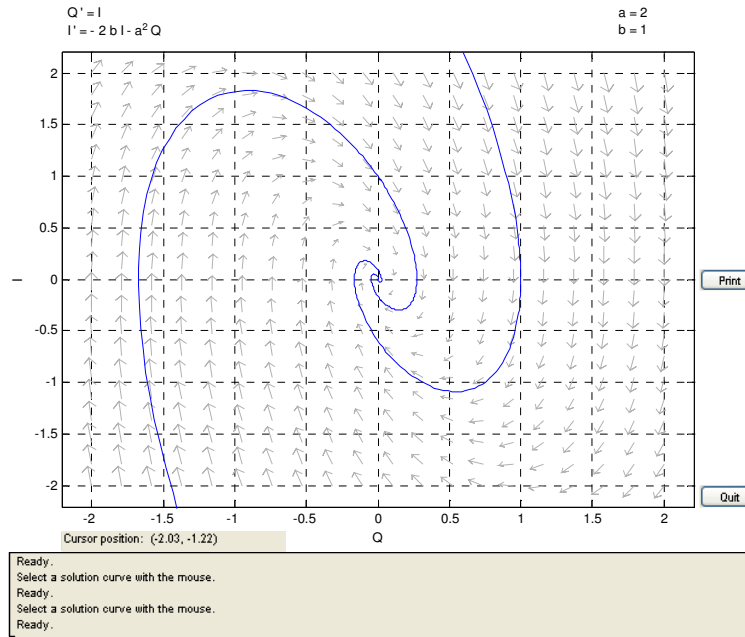 Q ' = I
I ' = - 2 b I - a² Q
a = 2
b = 1
2
1.5
1
0.5
0
-0.5
-1
-1.5
-2
I
-2
-1.5
-1
-0.5
0
0.5
1
1.5
2
Q
Print
Quit
Cursor position: (-2.03, -1.22)
Ready.
Select a solution curve with the mouse.
Ready.
Select a solution curve with the mouse.
Ready.